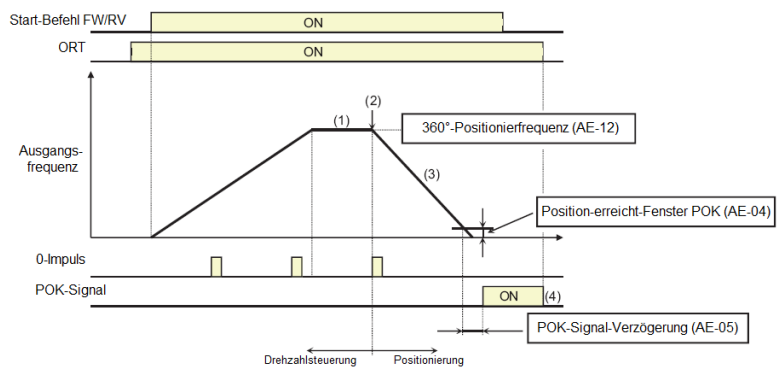 Start-Befehl FW/RV
ON
ORT
ON
(2)
(1)
360°-Positionierfrequenz (AE-12)
Ausgangs-
frequenz
(3)
Position-erreicht-Fenster POK (AE-04)
0-Impuls
POK-Signal
ON
(4)
POK-Signal-Verzögerung (AE-05)
Drehzahlsteuerung
Positionierung